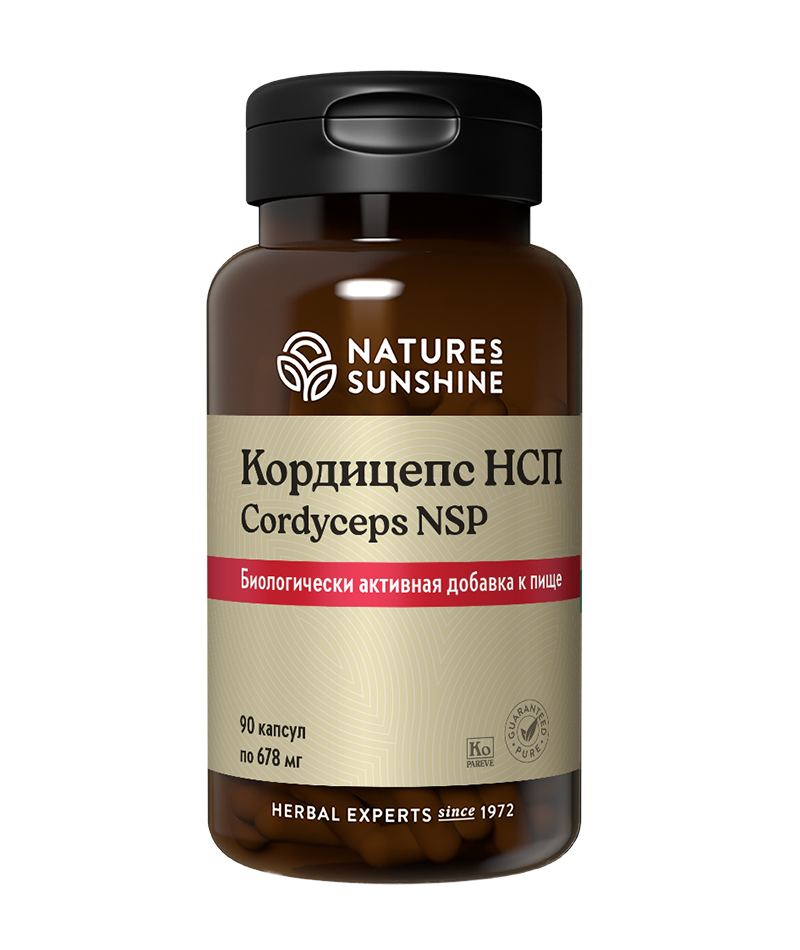 NATURES
SUNSHINE
Кордицепс НСП
Cordyceps NSP
Биологически активная добавка к пище
90 капсул
по 678 мг
Ko
PAREVE
GUARANTEED
PURE
HERBAL EXPERTS since 1972